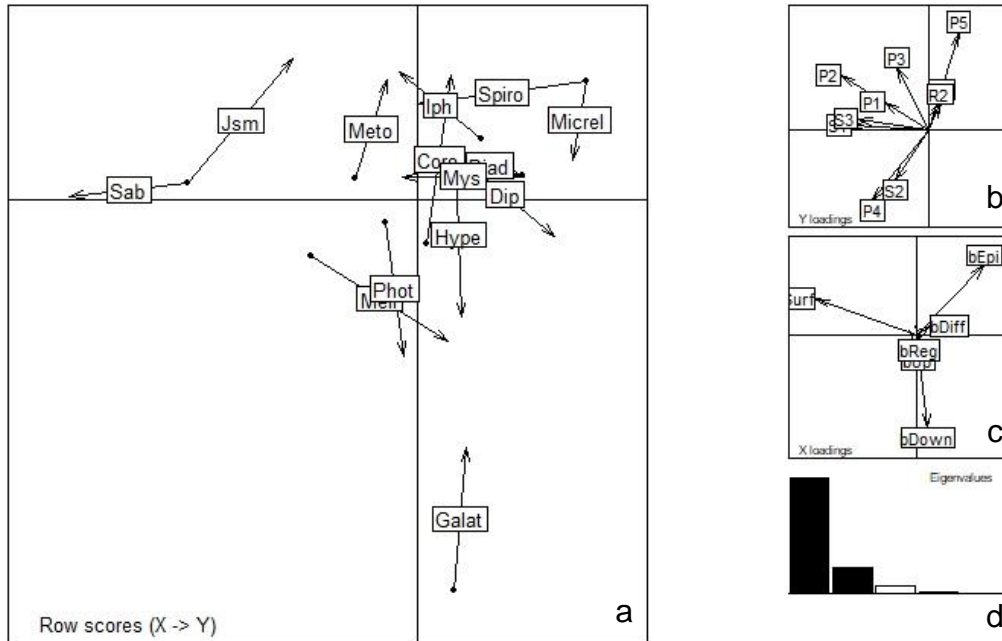 Jsm
Meto
Iph
Spiro
Micrel
Sab
Mys
Dip
Hype
Phot
Galat
Row scores (X -> Y)
a
P5
P3
P2
P1
R2
S3
S2
P4
Y loadings
b
bEpi
bDiff
bReg
bDown
X loadings
c
Eigenvalues
d